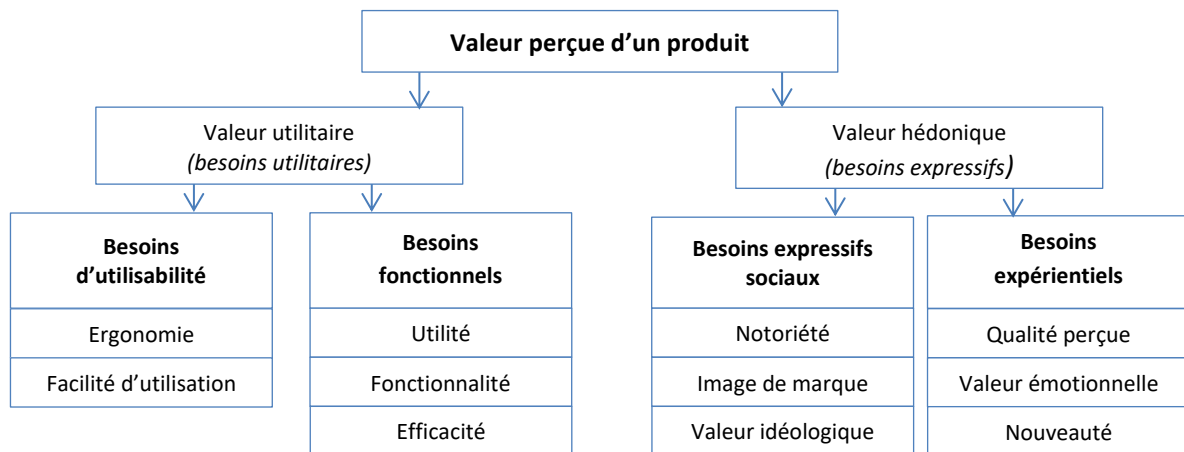 Valeur perçue d’un produit
Valeur utilitaire
(besoins utilitaires)
Valeur hédonique
(besoins expressifs)
Besoins
d’utilisabilité
Ergonomie
Facilité d’utilisation
Besoins
fonctionnels
Utilité
Fonctionnalité
Efficacité
Besoins expressifs
sociaux
Notoriété
Image de marque
Valeur idéologique
Besoins
expérientiels
Qualité perçue
Valeur émotionnelle
Nouveauté